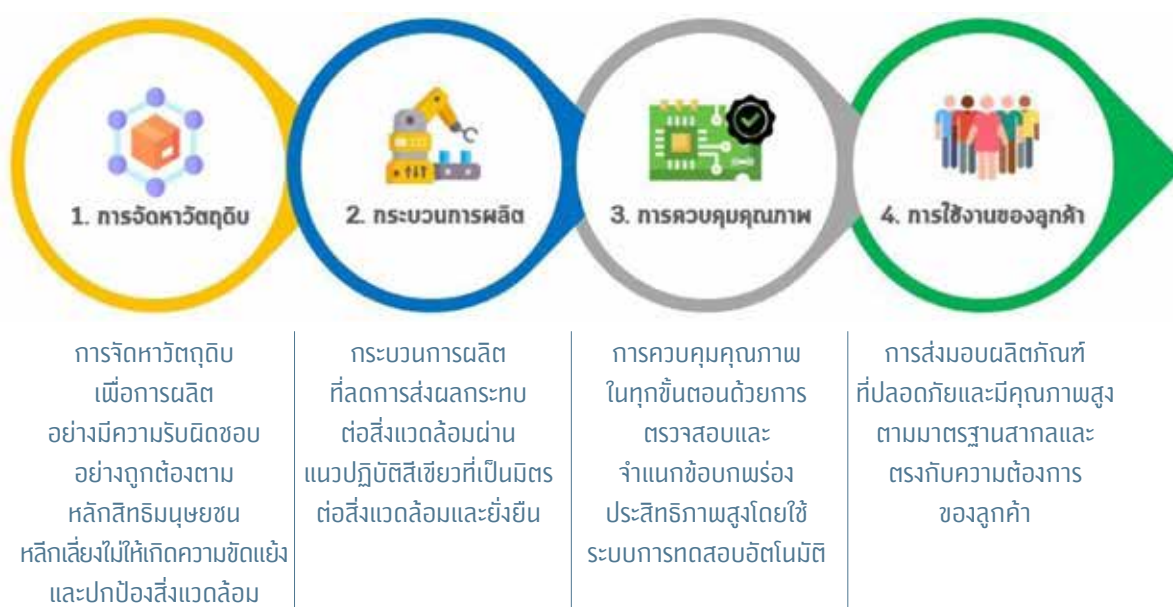 1. การจัดหาวัตถุดิบ
2. กระบวนการผลิต
3. การควบคุมคุณภาพ
4. การใช้งานของลูกค้า
การจัดหาวัตถุดิบ
เพื่อการผลิต
อย่างมีความรับผิดชอบ
อย่างถูกต้องตาม
หลักสิทธิมนุษยชน
หลีกเลี่ยงไม่ให้เกิดความขัดแย้ง
และปกป้องสิ่งแวดล้อม
กระบวนการผลิต
ที่ลดการส่งผลกระทบ
ต่อสิ่งแวดล้อมผ่าน
แนวปฏิบัติสีเขียวที่เป็นมิตร
ต่อสิ่งแวดล้อมและยั่งยืน
การควบคุมคุณภาพ
ในทุกขั้นตอนด้วยการ
ตรวจสอบและ
จำแนกข้อบกพร่อง
ประสิทธิภาพสูงโดยใช้
ระบบการทดสอบอัตโนมัติ
การส่งมอบผลิตภัณฑ์
ที่ปลอดภัยและมีคุณภาพสูง
ตามมาตรฐานสากลและ
ตรงกับความต้องการ
ของลูกค้า